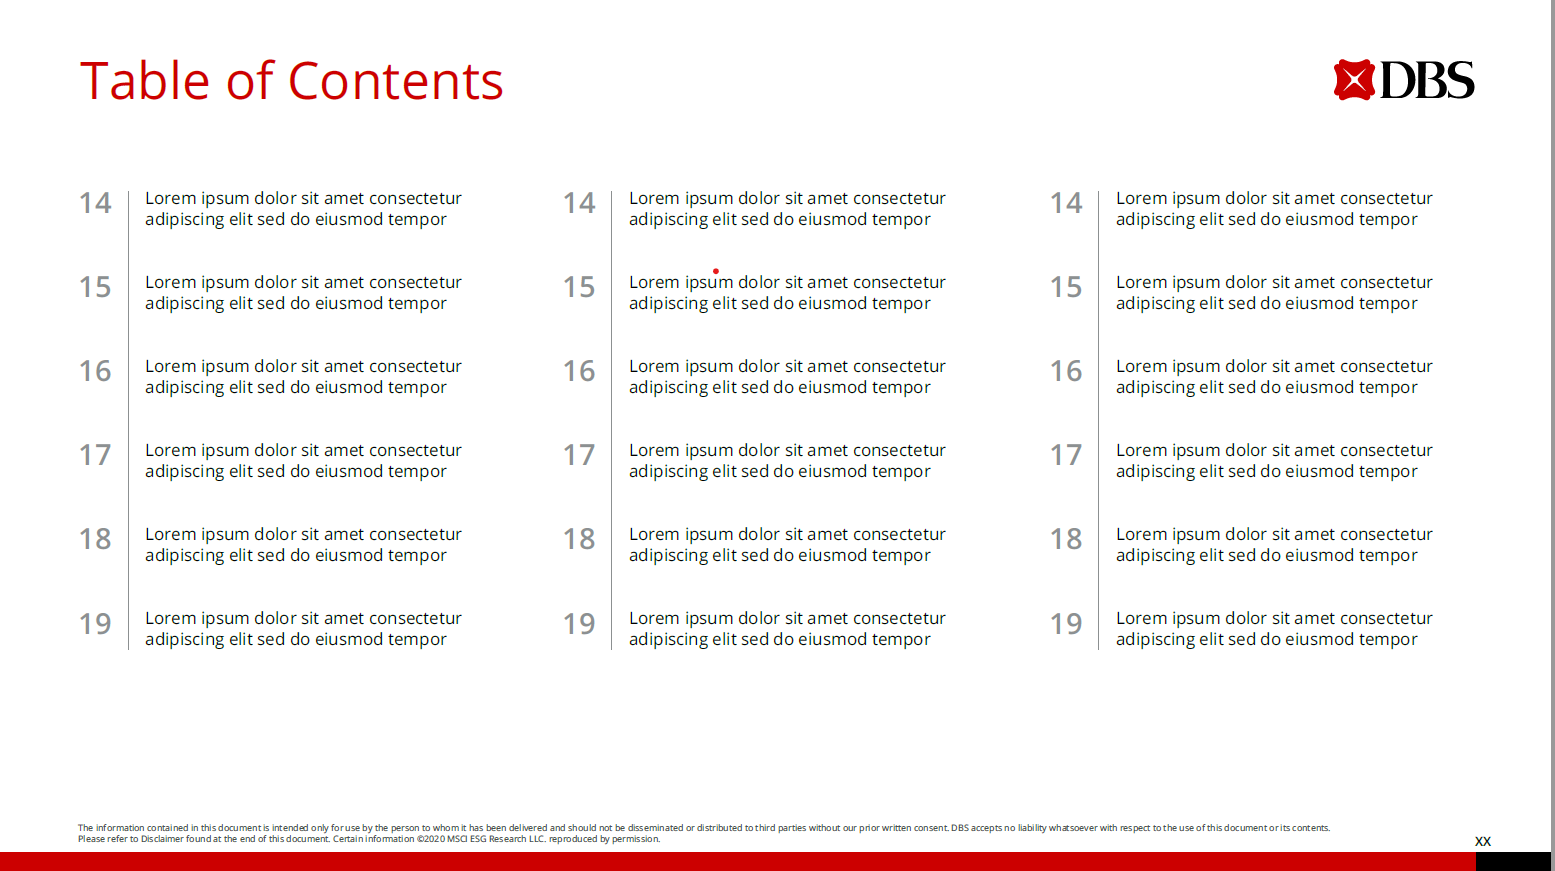 Table of Contents
DBS
14
Lorem ipsum dolor sit amet consectetur
adipiscing elit sed do eiusmod tempor
15
Lorem ipsum dolor sit amet consectetur
adipiscing elit sed do eiusmod tempor
16
Lorem ipsum dolor sit amet consectetur
adipiscing elit sed do eiusmod tempor
17
Lorem ipsum dolor sit amet consectetur
adipiscing elit sed do eiusmod tempor
18
Lorem ipsum dolor sit amet consectetur
adipiscing elit sed do eiusmod tempor
19
Lorem ipsum dolor sit amet consectetur
adipiscing elit sed do eiusmod tempor
14
Lorem ipsum dolor sit amet consectetur
adipiscing elit sed do eiusmod tempor
15
Lorem ipsum dolor sit amet consectetur
adipiscing elit sed do eiusmod tempor
16
Lorem ipsum dolor sit amet consectetur
adipiscing elit sed do eiusmod tempor
17
Lorem ipsum dolor sit amet consectetur
adipiscing elit sed do eiusmod tempor
18
Lorem ipsum dolor sit amet consectetur
adipiscing elit sed do eiusmod tempor
19
Lorem ipsum dolor sit amet consectetur
adipiscing elit sed do eiusmod tempor
14
Lorem ipsum dolor sit amet consectetur
adipiscing elit sed do eiusmod tempor
15
Lorem ipsum dolor sit amet consectetur
adipiscing elit sed do eiusmod tempor
16
Lorem ipsum dolor sit amet consectetur
adipiscing elit sed do eiusmod tempor
17
Lorem ipsum dolor sit amet consectetur
adipiscing elit sed do eiusmod tempor
18
Lorem ipsum dolor sit amet consectetur
adipiscing elit sed do eiusmod tempor
19
Lorem ipsum dolor sit amet consectetur
adipiscing elit sed do eiusmod tempor
The information contained in this document is intended only for use by the person to whom it has been delivered and should not be disseminated or distributed to third parties without our prior written consent. DBS accepts no liability whatsoever with respect to the use of this document or its contents.
Please refer to Disclaimer found at the end of this document. Certain information ©2020 MSCI ESG Research LLC. reproduced by permission.
xx